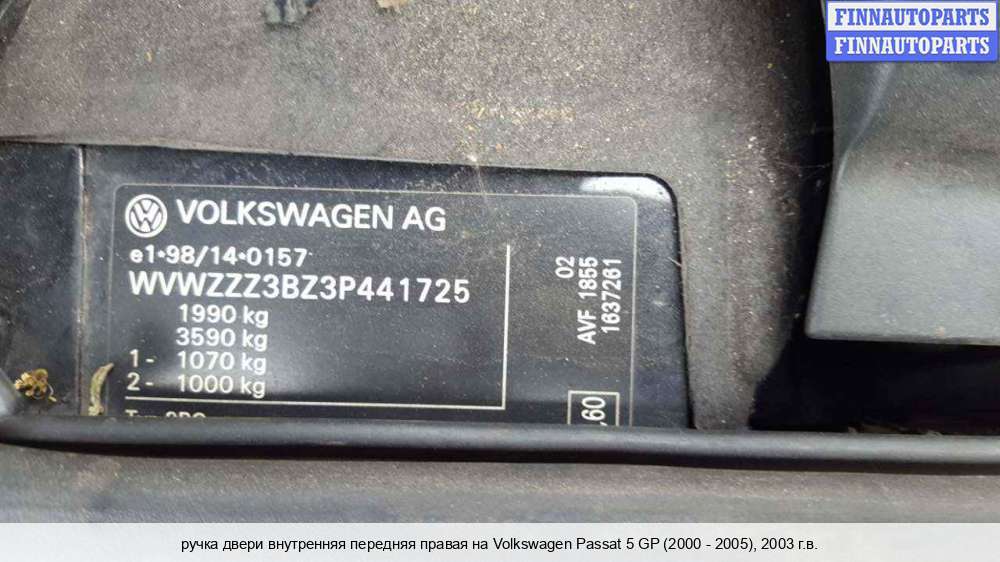 FINNAUTOPARTS
FINNAUTOPARTS
VOLKSWAGEN AG
e1•98/14•0157
WVWZZZ3BZ3P441725
1990 kg
3590 kg
1 - 1070 kg
2 - 1000 kg
02
AVF 1855
1637261
,60
ручка двери внутренняя передняя правая на Volkswagen Passat 5 GP (2000 - 2005), 2003 г.в.